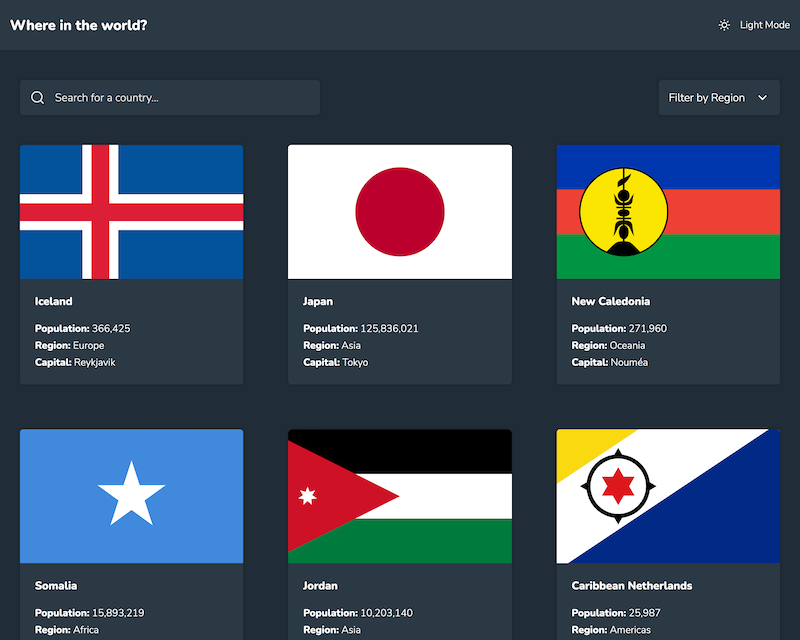 Where in the world?
Light Mode
Search for a country...
Filter by Region
Iceland
Population: 366,425
Region: Europe
Capital: Reykjavik
Japan
Population: 125,836,021
Region: Asia
Capital: Tokyo
New Caledonia
Population: 271,960
Region: Oceania
Capital: Nouméa
Somalia
Population: 15,893,219
Region: Africa
Jordan
Population: 10,203,140
Region: Asia
Caribbean Netherlands
Population: 25,987
Region: Americas